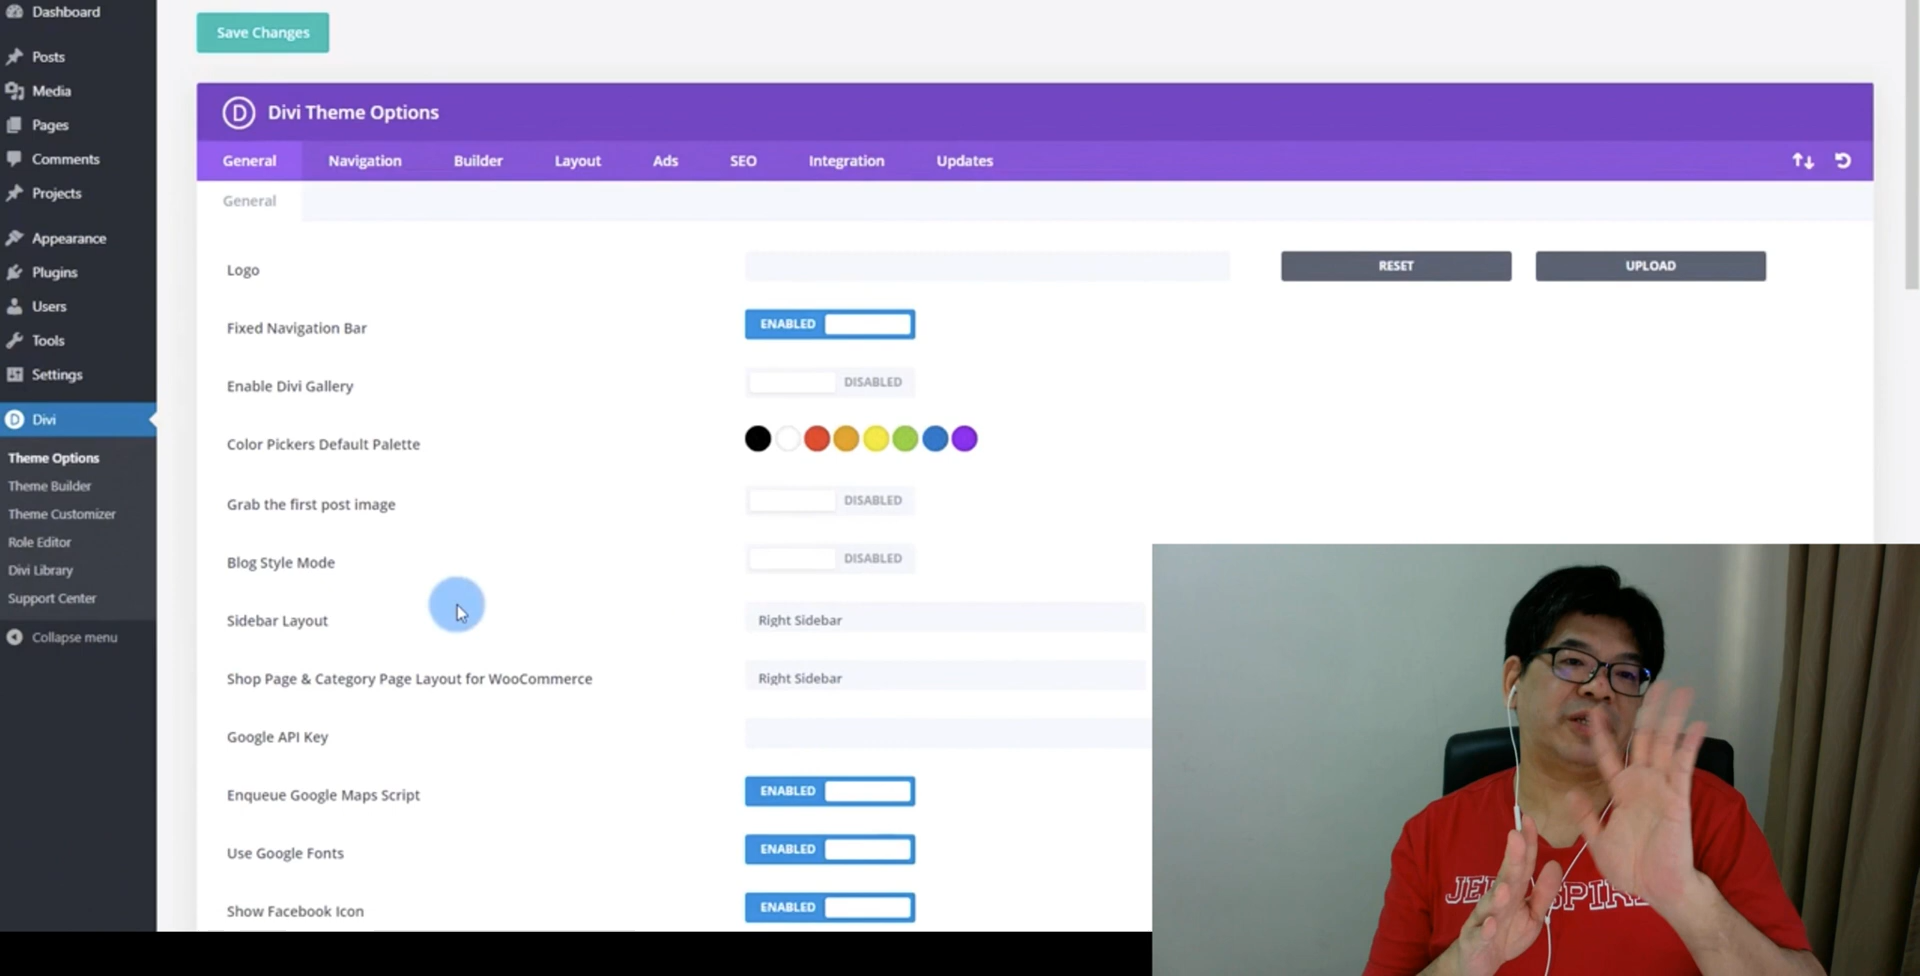 Dashboard
Posts
Media
Pages
Comments
Projects
Appearance
Plugins
Users
Tools
Settings
D Divi
Theme Options
Theme Builder
Theme Customizer
Role Editor
Divi Library
Support Center
Collapse menu
Save Changes
D Divi Theme Options
General Navigation Builder Layout Ads SEO Integration Updates
General
Logo RESET UPLOAD
Fixed Navigation Bar ENABLED
Enable Divi Gallery DISABLED
Color Pickers Default Palette
Grab the first post image DISABLED
Blog Style Mode DISABLED
Sidebar Layout Right Sidebar
Shop Page & Category Page Layout for WooCommerce Right Sidebar
Google API Key
Enqueue Google Maps Script ENABLED
Use Google Fonts ENABLED
Show Facebook Icon ENABLED